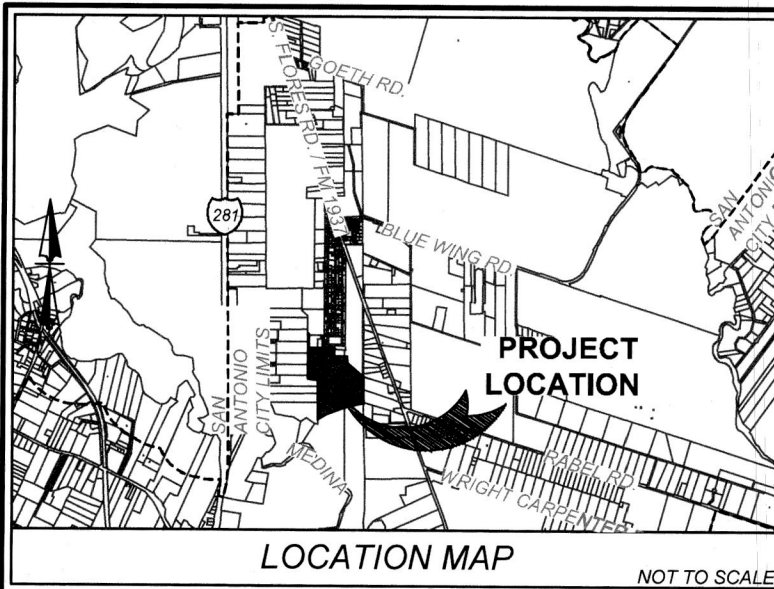 GOETH RD.
S. FLORES RD. / FM 1937
281
BLUE WING RD.
SAN
ANTONIO
CITY
PROJECT
LOCATION
SAN
ANTONIO
CITY LIMITS
MEDINA
RABEL RD.
WRIGHT CARPENTER
LOCATION MAP
NOT TO SCALE